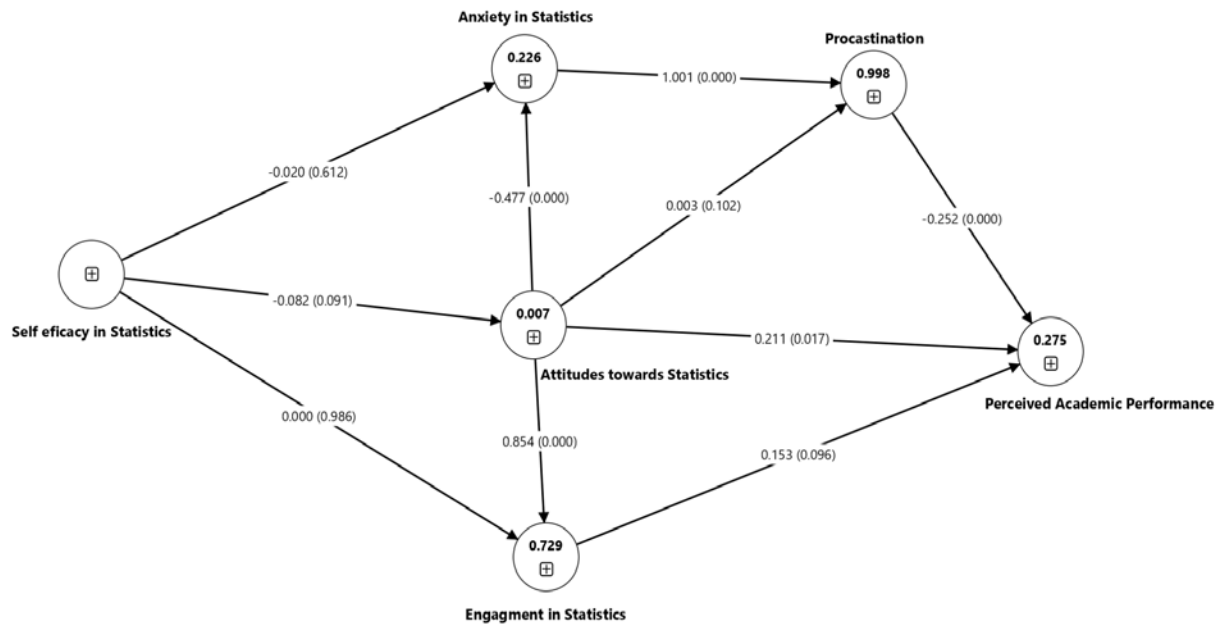 Anxiety in Statistics
0.226
Procastination
0.998
1.001 (0.000)
-0.020 (0.612)
-0.477 (0.000)
0.003 (0.102)
-0.252 (0.000)
Self eficacy in Statistics
-0.082 (0.091)
0.007
Attitudes towards Statistics
0.211 (0.017)
0.275
Perceived Academic Performance
0.000 (0.986)
0.854 (0.000)
0.153 (0.096)
0.729
Engagment in Statistics